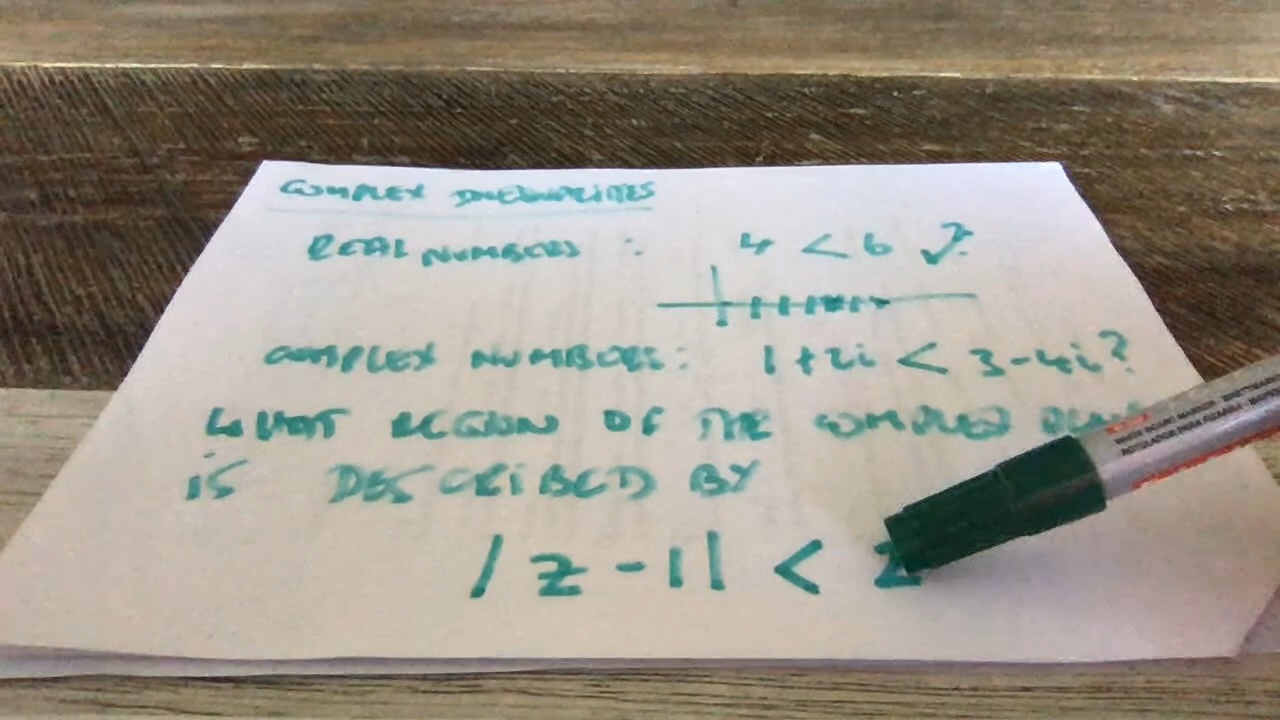 COMPLEX INEQUALITIES
REAL NUMBERS : 4 < 6 ✓?
COMPLEX NUMBERS: 1+2i < 3-4i?
WHAT REGION OF THE COMPLEX
IS DESCRIBED BY
|z-1| < 2